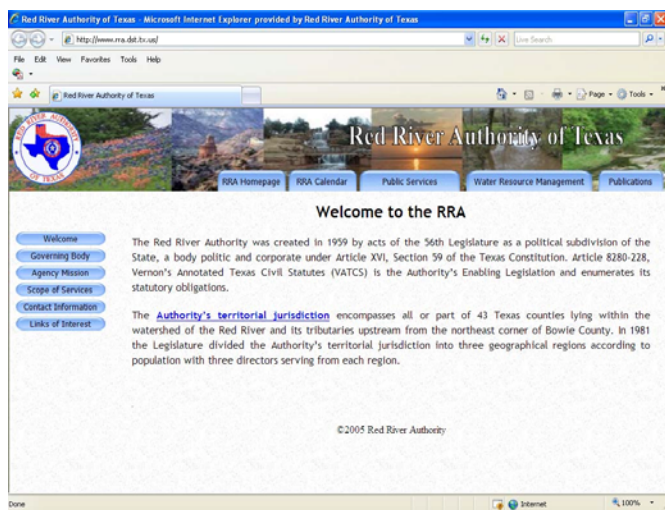 Red River Authority of Texas - Microsoft Internet Explorer provided by Red River Authority of Texas
http://www.rra.dst.tx.us/
Live Search
File Edit View Favorites Tools Help
Red River Authority of Texas
Page Tools
RED RIVER AUTHORITY
OF TEXAS
Red River Authority of Texas
RRA Homepage RRA Calendar Public Services Water Resource Management Publications
Welcome to the RRA
Welcome
Governing Body
Agency Mission
Scope of Services
Contact Information
Links of Interest
The Red River Authority was created in 1959 by acts of the 56th Legislature as a political subdivision of the
State, a body politic and corporate under Article XVI, Section 59 of the Texas Constitution. Article 8280-228,
Vernon's Annotated Texas Civil Statutes (VATCS) is the Authority's Enabling Legislation and enumerates its
statutory obligations.
The Authority's territorial jurisdiction encompasses all or part of 43 Texas counties lying within the
watershed of the Red River and its tributaries upstream from the northeast corner of Bowie County. In 1981
the Legislature divided the Authority's territorial jurisdiction into three geographical regions according to
population with three directors serving from each region.
©2005 Red River Authority
Done Internet 100%